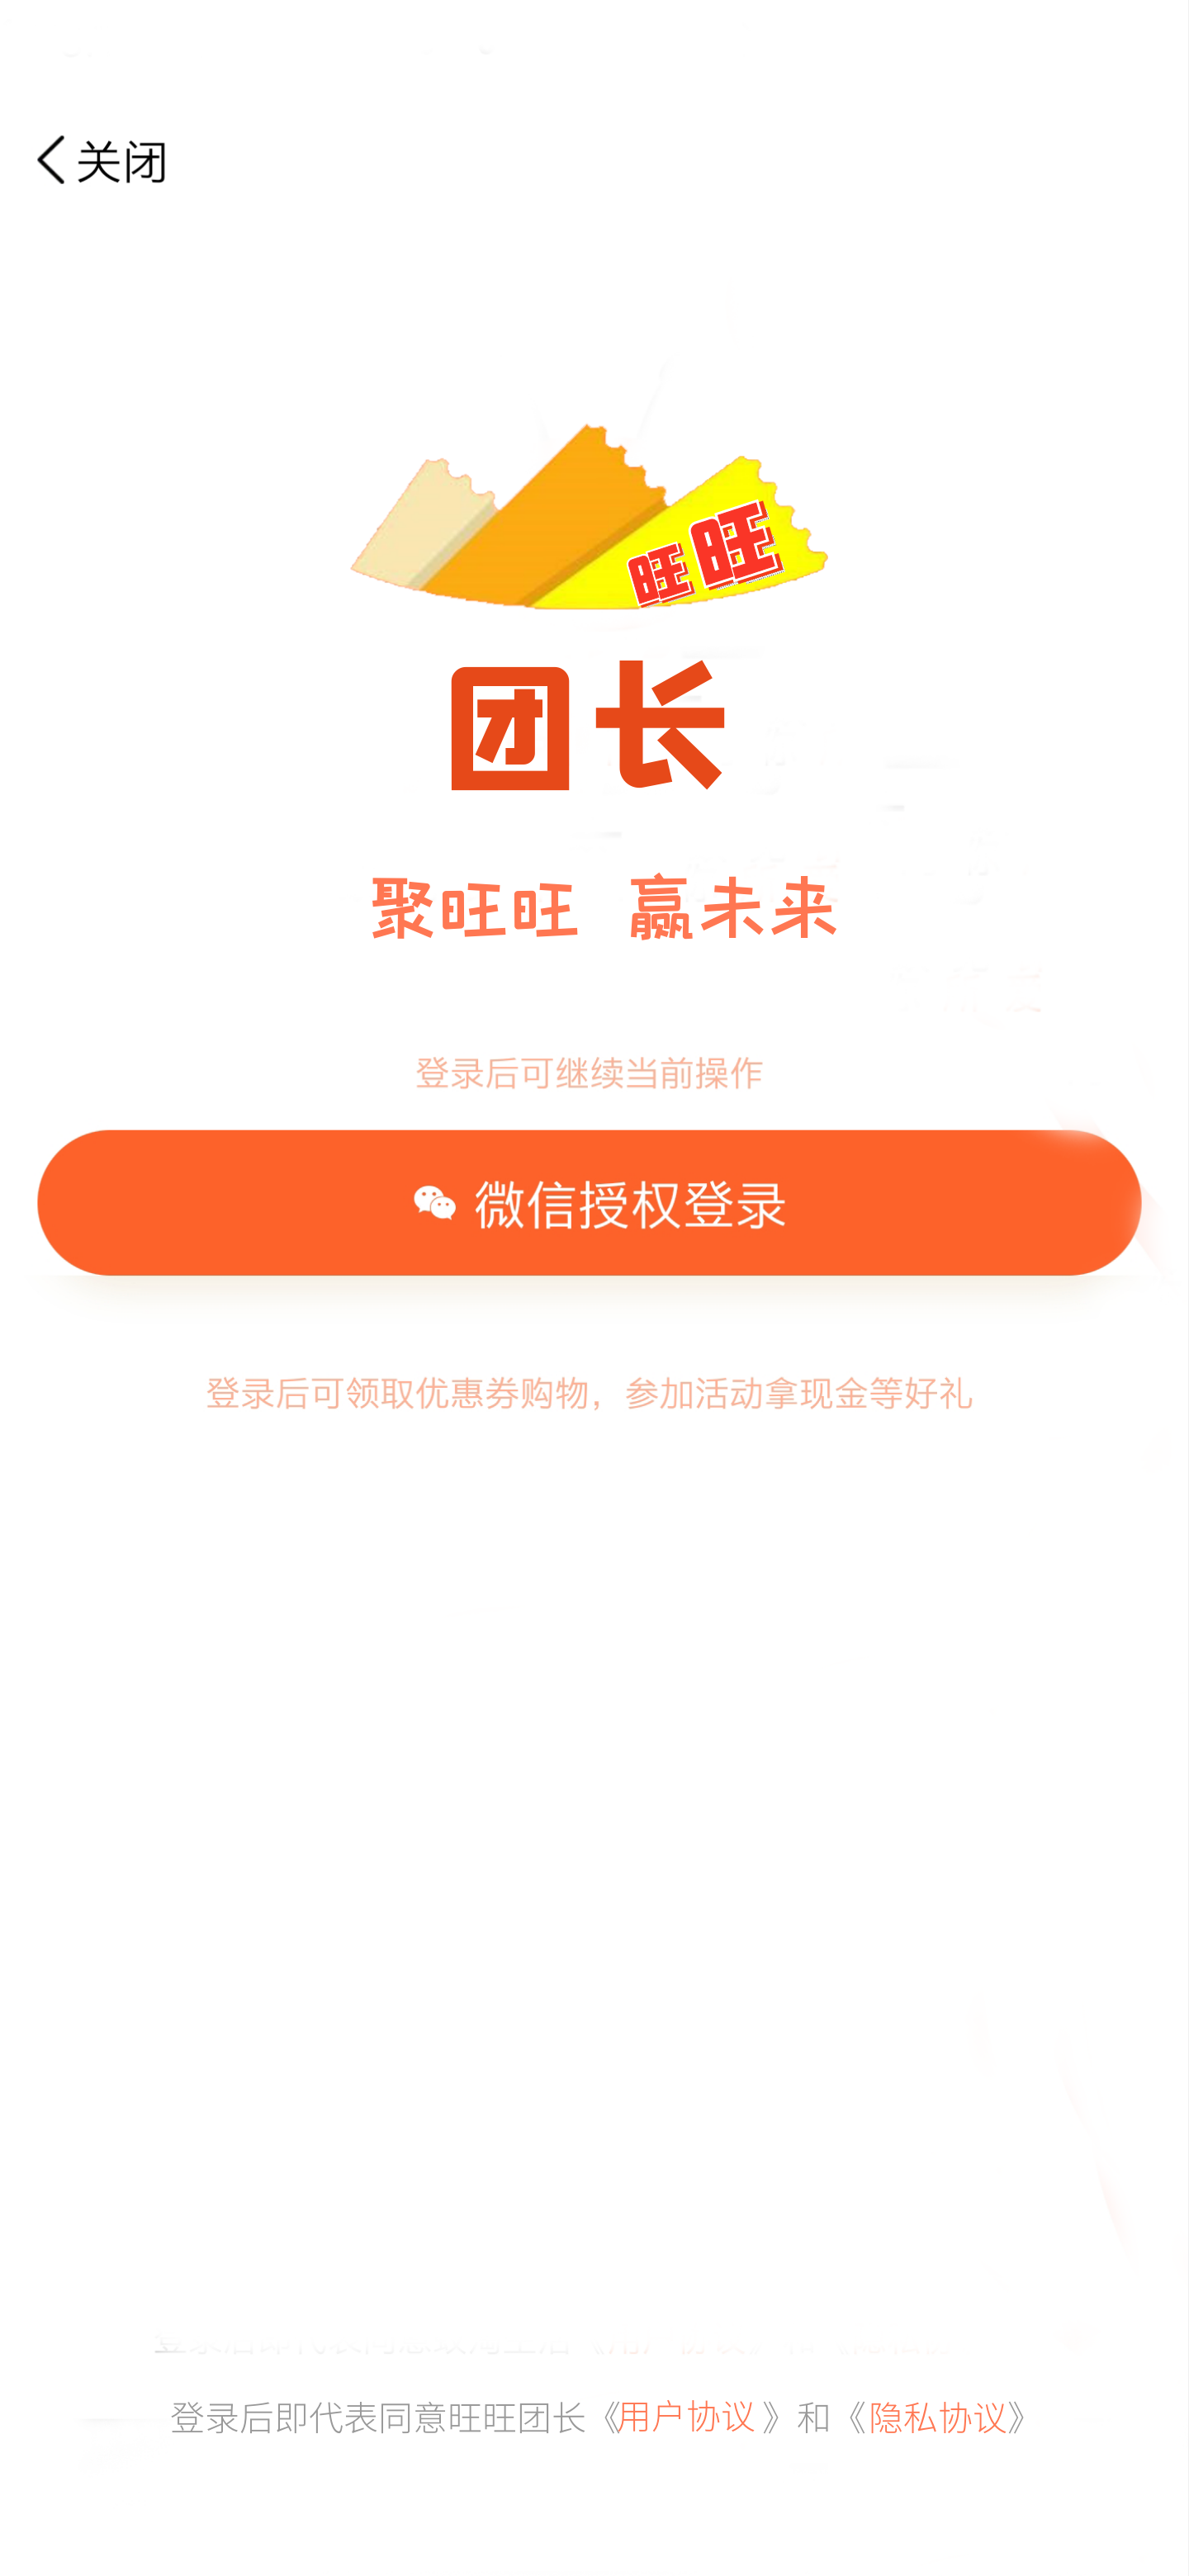 关闭
旺旺
团长
聚旺旺 赢未来
登录后可继续当前操作
微信授权登录
登录后可领取优惠券购物，参加活动拿现金等好礼
登录后即代表同意旺旺团长《用户协议》和《隐私协议》